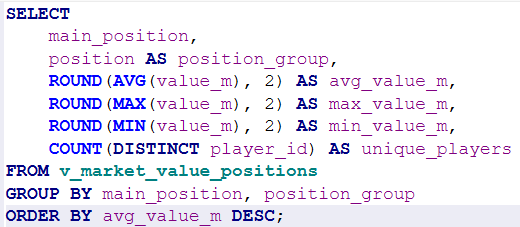 SELECT
    main_position,
    position AS position_group,
    ROUND(AVG(value_m), 2) AS avg_value_m,
    ROUND(MAX(value_m), 2) AS max_value_m,
    ROUND(MIN(value_m), 2) AS min_value_m,
    COUNT(DISTINCT player_id) AS unique_players
FROM v_market_value_positions
GROUP BY main_position, position_group
ORDER BY avg_value_m DESC;